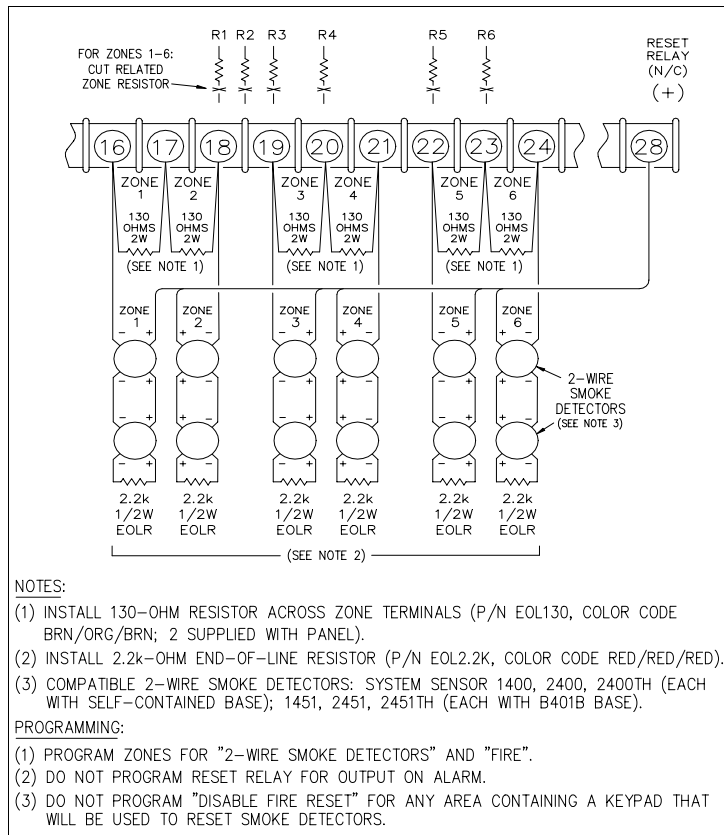 R1 R2 R3 R4 R5 R6
FOR ZONES 1-6:
CUT RELATED
ZONE RESISTOR
RESET
RELAY
(N/C)
(+)
16 17 18 19 20 21 22 23 24 28
ZONE ZONE ZONE ZONE ZONE ZONE
1 2 3 4 5 6
130 130 130 130 130 130
OHMS OHMS OHMS OHMS OHMS OHMS
2W 2W 2W 2W 2W 2W
(SEE NOTE 1) (SEE NOTE 1) (SEE NOTE 1)
ZONE ZONE ZONE ZONE ZONE ZONE
1 2 3 4 5 6
- + + - - + + - - + + -
- + + - - + + - - + + -
2-WIRE
SMOKE
DETECTORS
(SEE NOTE 3)
- + + - - + + - - + + -
- + + - - + + - - + + -
2.2k 2.2k 2.2k 2.2k 2.2k 2.2k
1/2W 1/2W 1/2W 1/2W 1/2W 1/2W
EOLR EOLR EOLR EOLR EOLR EOLR
(SEE NOTE 2)
NOTES:
(1) INSTALL 130-OHM RESISTOR ACROSS ZONE TERMINALS (P/N EOL130, COLOR CODE
BRN/ORG/BRN; 2 SUPPLIED WITH PANEL).
(2) INSTALL 2.2k-OHM END-OF-LINE RESISTOR (P/N EOL2.2K, COLOR CODE RED/RED/RED).
(3) COMPATIBLE 2-WIRE SMOKE DETECTORS: SYSTEM SENSOR 1400, 2400, 2400TH (EACH
WITH SELF-CONTAINED BASE); 1451, 2451, 2451TH (EACH WITH B401B BASE).
PROGRAMMING:
(1) PROGRAM ZONES FOR "2-WIRE SMOKE DETECTORS" AND "FIRE".
(2) DO NOT PROGRAM RESET RELAY FOR OUTPUT ON ALARM.
(3) DO NOT PROGRAM "DISABLE FIRE RESET" FOR ANY AREA CONTAINING A KEYPAD THAT
WILL BE USED TO RESET SMOKE DETECTORS.